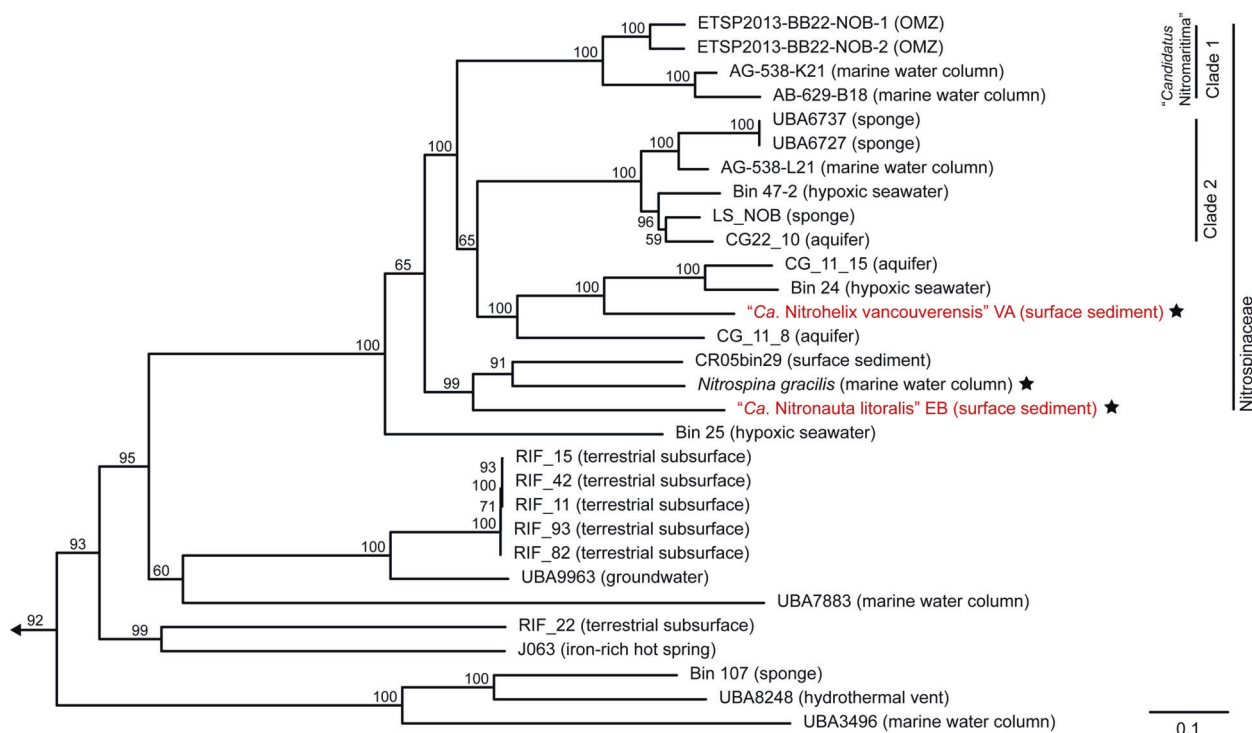 ETSP2013-BB22-NOB-1 (OMZ)
100
ETSP2013-BB22-NOB-2 (OMZ)
100
AG-538-K21 (marine water column)
100
AB-629-B18 (marine water column)
"Candidatus
Nitromaritima"
Clade 1
UBA6737 (sponge)
100
UBA6727 (sponge)
100
100
AG-538-L21 (marine water column)
100
Bin 47-2 (hypoxic seawater)
LS_NOB (sponge)
96
59
CG22_10 (aquifer)
Clade 2
65
CG_11_15 (aquifer)
100
Bin 24 (hypoxic seawater)
100
"Ca. Nitrohelix vancouverensis" VA (surface sediment)
100
CG_11_8 (aquifer)
65
CR05bin29 (surface sediment)
91
Nitrospina gracilis (marine water column)
99
"Ca. Nitronauta litoralis" EB (surface sediment)
Nitrospinaceae
100
Bin 25 (hypoxic seawater)
95
RIF_15 (terrestrial subsurface)
93
RIF_42 (terrestrial subsurface)
100
RIF_11 (terrestrial subsurface)
71
RIF_93 (terrestrial subsurface)
100
RIF_82 (terrestrial subsurface)
100
UBA9963 (groundwater)
60
UBA7883 (marine water column)
93
RIF_22 (terrestrial subsurface)
99
J063 (iron-rich hot spring)
92
Bin 107 (sponge)
100
UBA8248 (hydrothermal vent)
100
UBA3496 (marine water column)
0.1